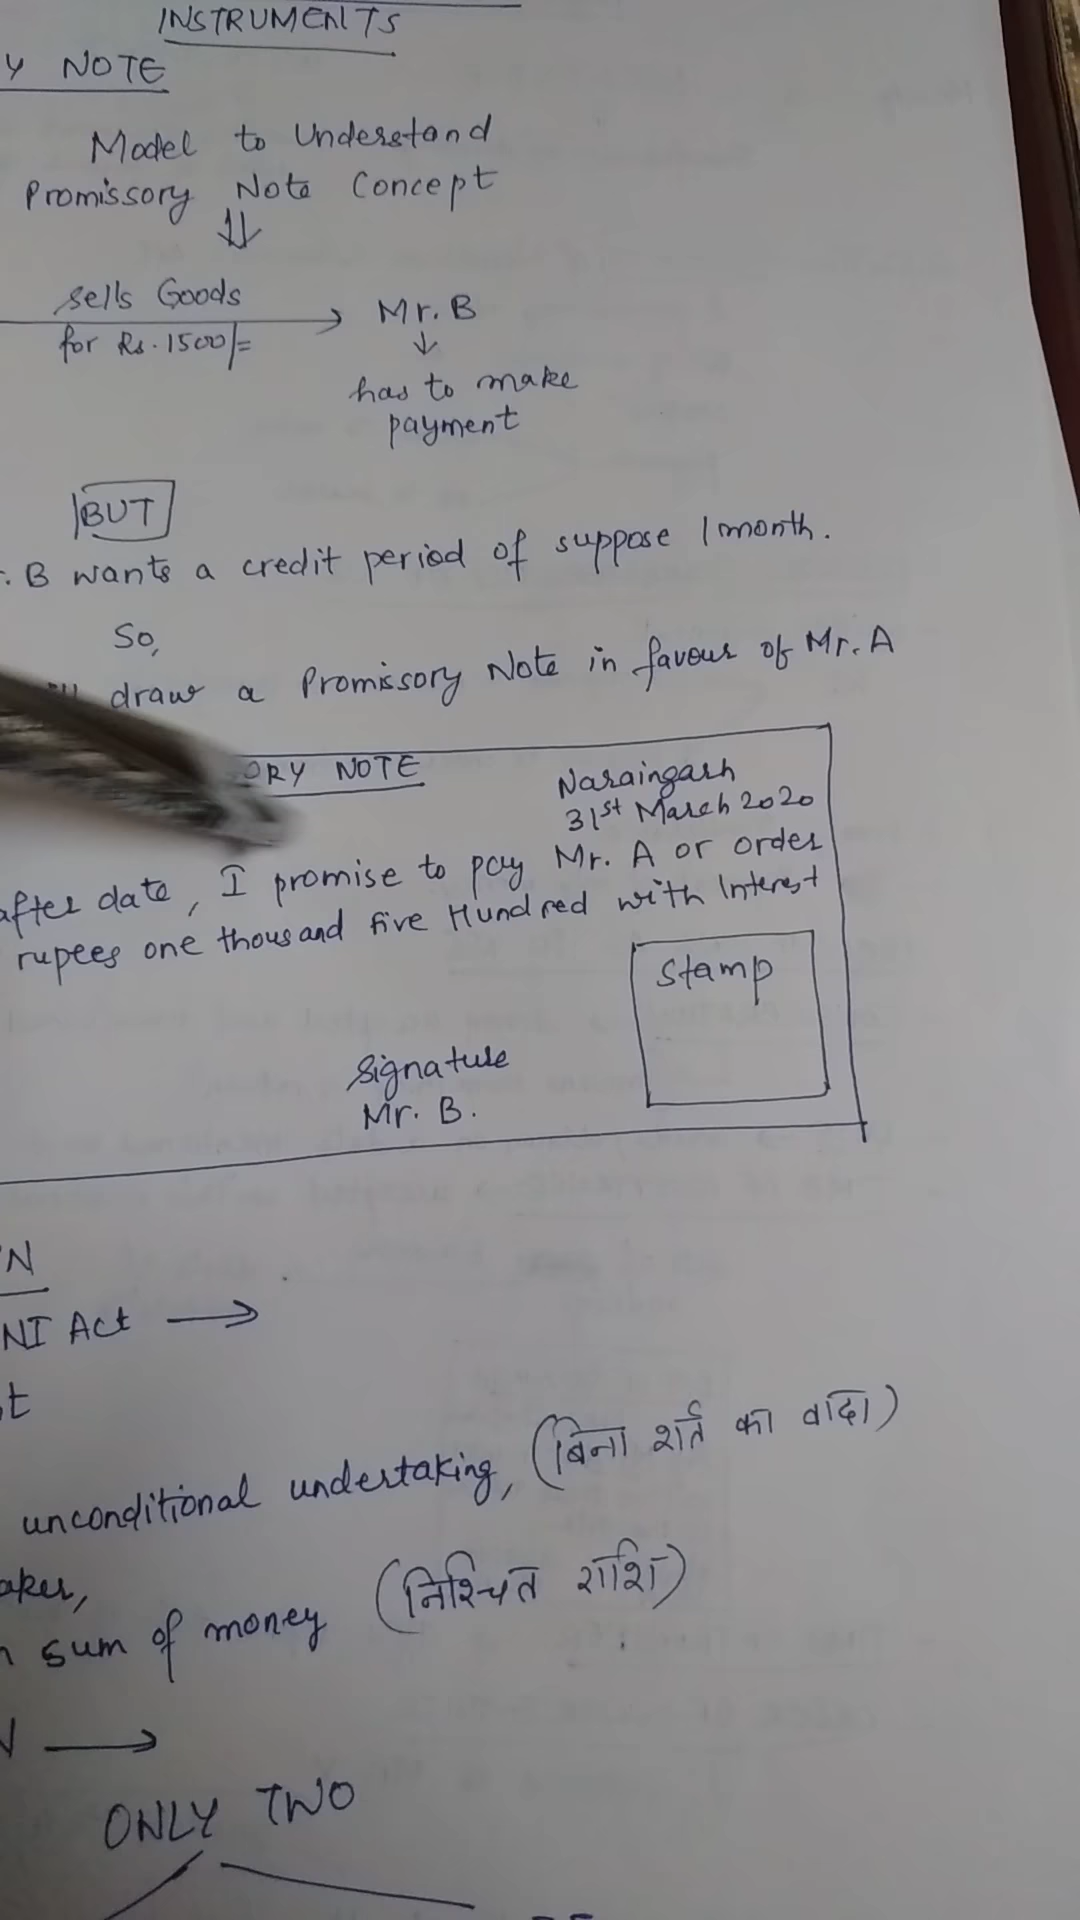 INSTRUMENTS
Y NOTE
Model to Understand
Promissory Note Concept
sells Goods
for Rs. 1500/=
Mr. B
has to make
payment
BUT
B wants a credit period of suppose 1 month.
So,
draw a Promissory Note in favour of Mr. A
ORY NOTE
Naraingarh
31st March 2020
after date, I promise to pay Mr. A or order
rupees one thousand five Hundred with Interest
Stamp
Signature
Mr. B.
N
NI Act →
t
unconditional undertaking, (बिना शर्त का वादा)
aker,
sum of money (निश्चित राशि)
ONLY TWO